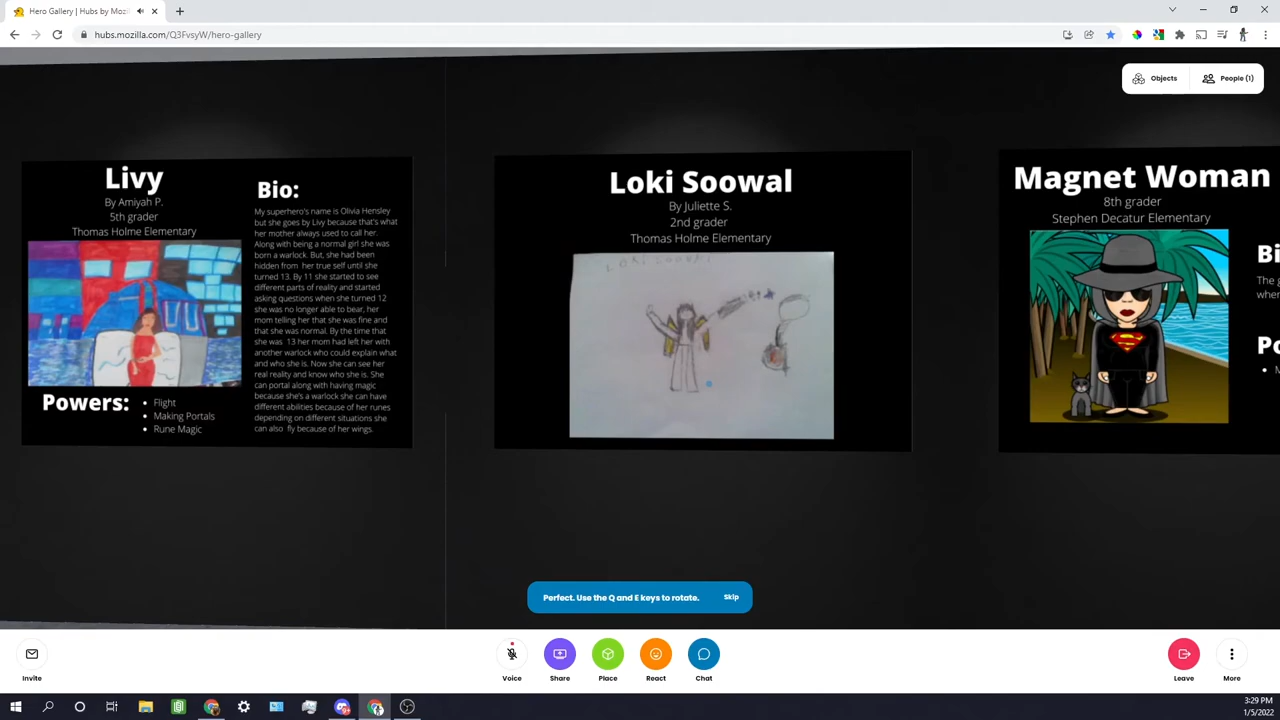 Hero Gallery | Hubs by Mozil
hubs.mozilla.com/Q3FvsyW/hero-gallery
Objects
People (1)
Livy
By Amiyah P.
5th grader
Thomas Holme Elementary
Powers:
Flight
Making Portals
Rune Magic
Bio:
My superhero's name is Olivia Hensley
but she goes by Livy because that's what
her mother always used to call her.
Along with being a normal girl she was
born a warlock. But, she had been
hidden from her true self until she
turned 13. By 11 she started to see
different parts of reality and started
asking questions when she turned 12
she was no longer able to bear, her
mom telling her that she was fine and
that she was normal. By the time that
she was 13 her mom had left her with
another warlock who could explain what
and who she is. Now she can see her
real reality and know who she is. She
can portal along with having magic
because she's a warlock she can have
different abilities because of her runes
depending on different situations she
can also fly because of her wings.
Loki Soowal
By Juliette S.
2nd grader
Thomas Holme Elementary
LOKI SOOWAL
Magnet Woman
8th grader
Stephen Decatur Elementary
Bi
The g
when
Po
M
Perfect. Use the Q and E keys to rotate.
Skip
Invite
Voice
Share
Place
React
Chat
Leave
More
3:29 PM
1/5/2022